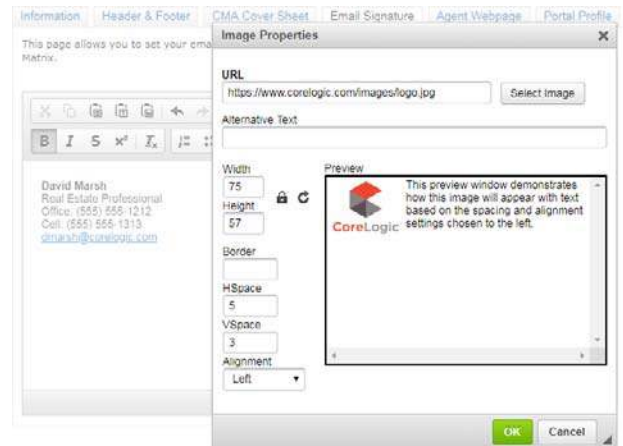 Information Header & Footer CMA Cover Sheet Email Signature Agent Webpage Portal Profile
This page allows you to set your ema
Matrix.
Image Properties
URL
https://www.corelogic.com/images/logo.jpg Select Image
Alternative Text
Width
75
Height
57
Border
HSpace
5
VSpace
3
Alignment
Left
Preview
CoreLogic
This preview window demonstrates
how this image will appear with text
based on the spacing and alignment
settings chosen to the left.
B I S x² Tx
David Marsh
Real Estate Professional
Office: (555) 555-1212
Cell: (555) 555-1313
dmarsh@corelogic.com
OK Cancel